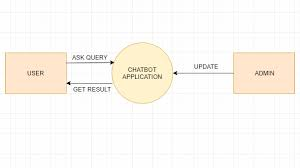 ASK QUERY
USER
CHATBOT
APPLICATION
GET RESULT
UPDATE
ADMIN